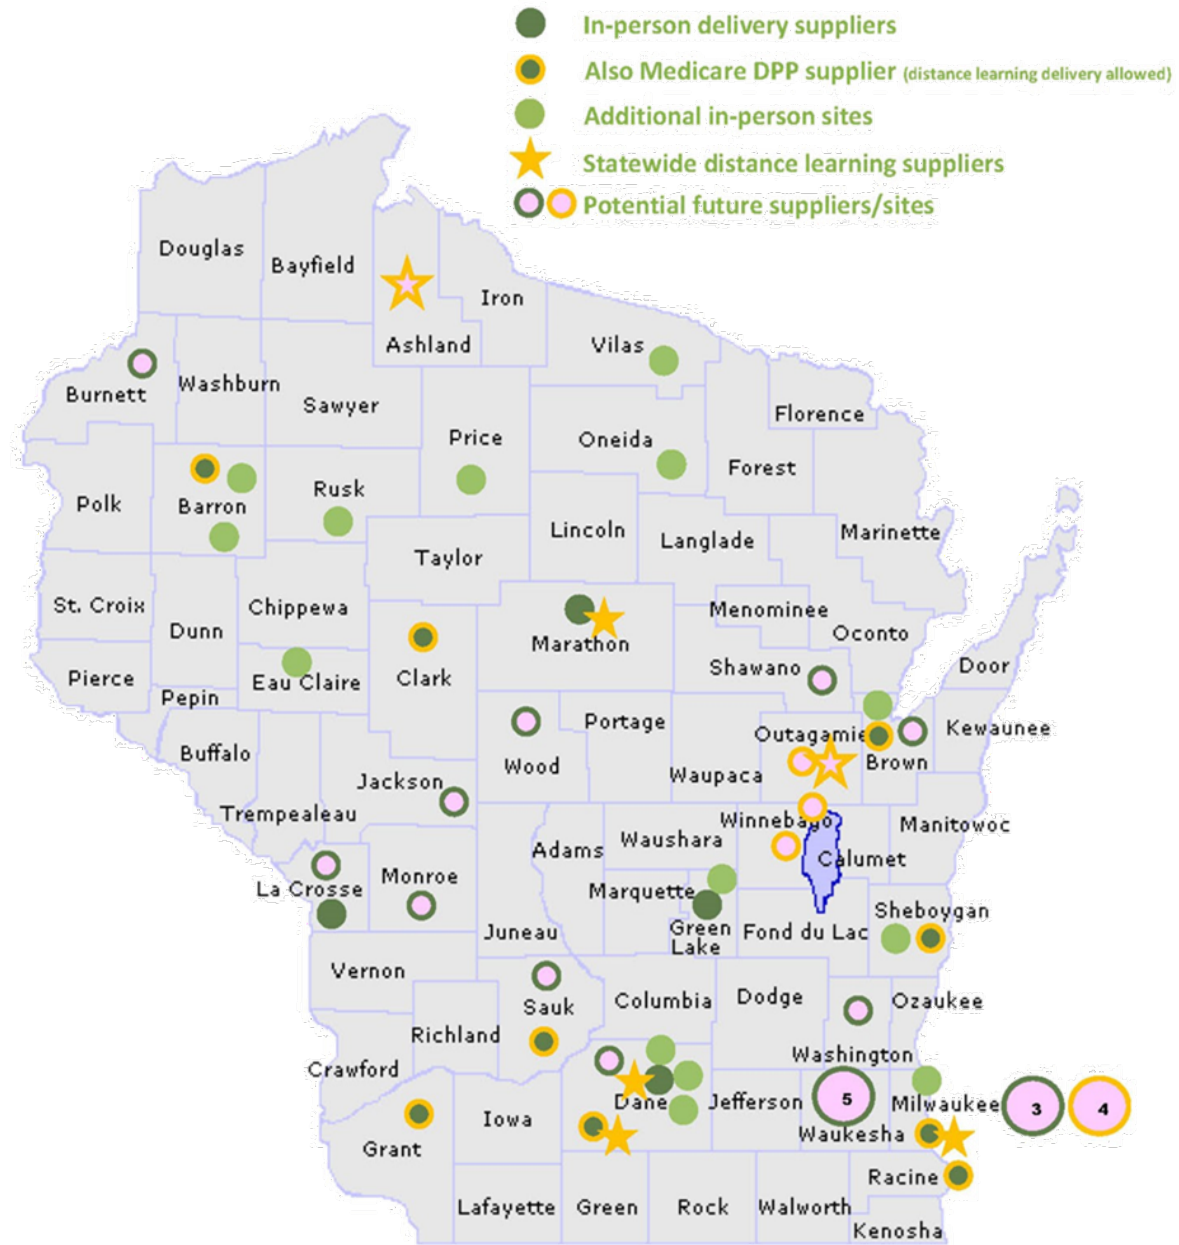 In-person delivery suppliers
Also Medicare DPP supplier (distance learning delivery allowed)
Additional in-person sites
Statewide distance learning suppliers
Potential future suppliers/sites
Douglas
Bayfield
Iron
Ashland
Vilas
Burnett
Washburn
Sawyer
Florence
Price
Oneida
Forest
Polk
Barron
Rusk
Lincoln
Langlade
Marinette
Taylor
St. Croix
Chippewa
Menominee
Oconto
Dunn
Marathon
Shawano
Door
Pierce
Eau Claire
Clark
Pepin
Portage
Outagamie
Kewaunee
Buffalo
Wood
Waupaca
Brown
Jackson
Trempealeau
Winnebago
Manitowoc
Adams
Waushara
Calumet
La Crosse
Monroe
Marquette
Sheboygan
Juneau
Green
Lake
Fond du Lac
Vernon
Sauk
Columbia
Dodge
Ozaukee
Richland
Washington
Crawford
Dane
Jefferson
5
Milwaukee
3
4
Iowa
Waukesha
Grant
Racine
Lafayette
Green
Rock
Walworth
Kenosha